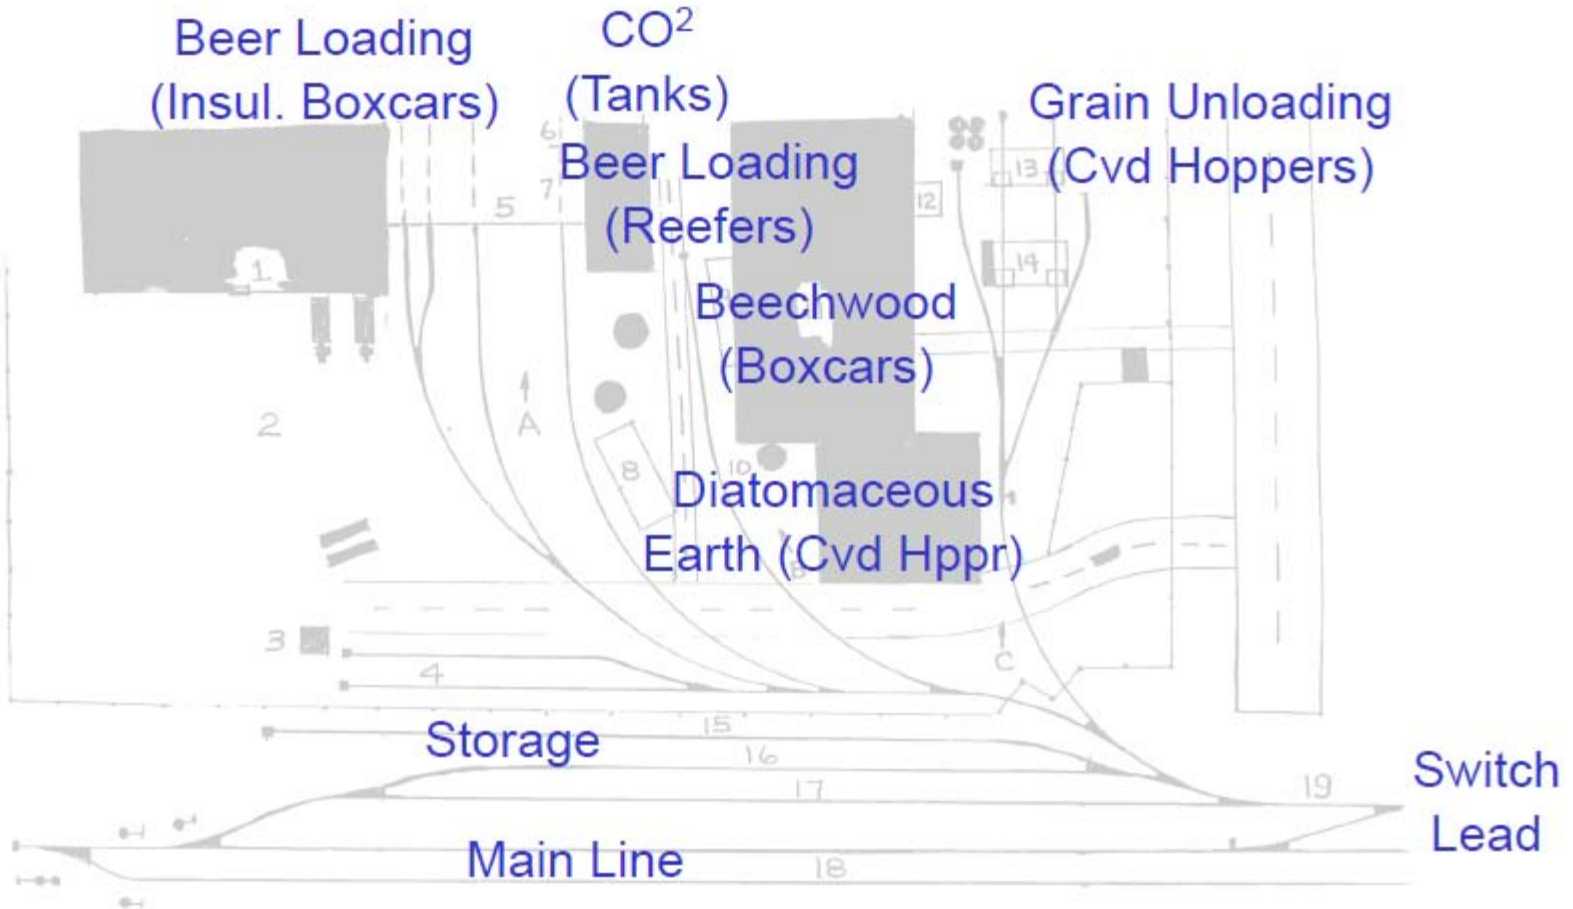 Beer Loading
(Insul. Boxcars)
CO²
(Tanks)
Beer Loading
(Reefers)
Grain Unloading
(Cvd Hoppers)
Beechwood
(Boxcars)
Diatomaceous
Earth (Cvd Hppr)
Storage
Main Line
Switch
Lead
1
2
3
4
5
6
7
8
10
12
13
14
15
16
17
18
19
A
B
C